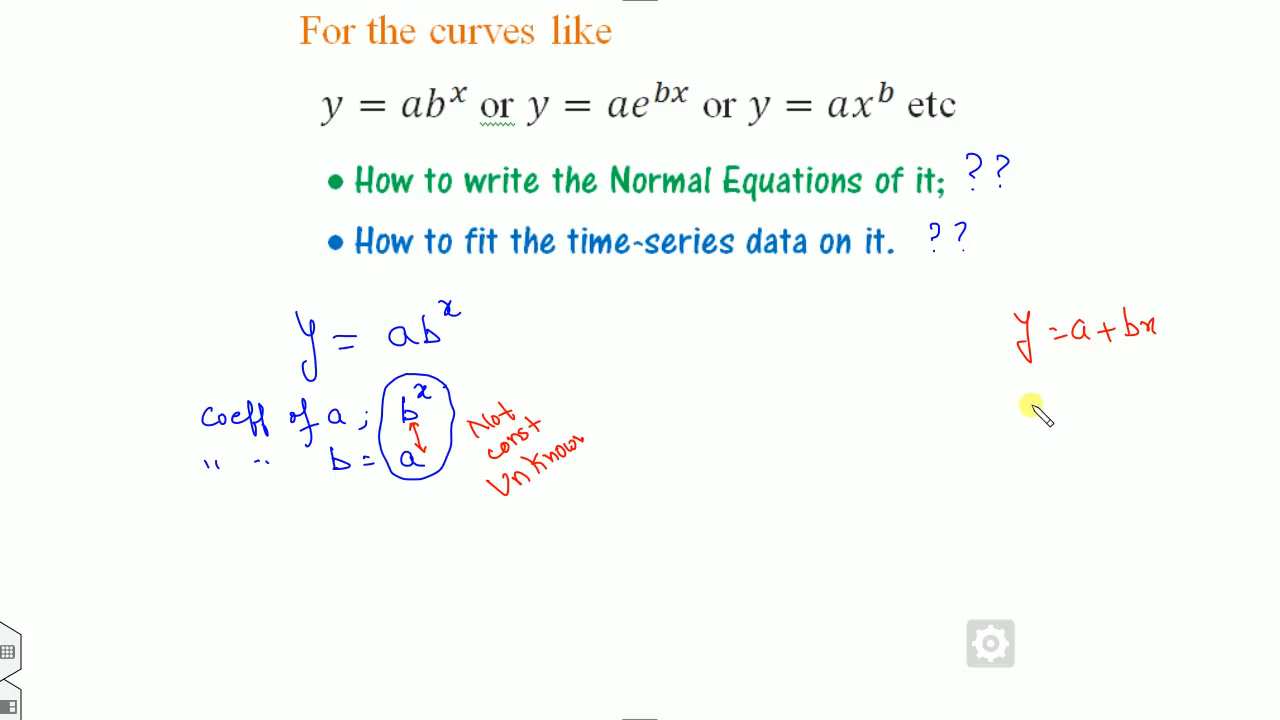 For the curves like
y = ab^x or y = ae^{bx} or y = ax^b etc
• How to write the Normal Equations of it; ??
• How to fit the time-series data on it. ??
y = ab^x
y = a + bx
coeff of a ; b^x
" " b = a
Not
const
Unknown